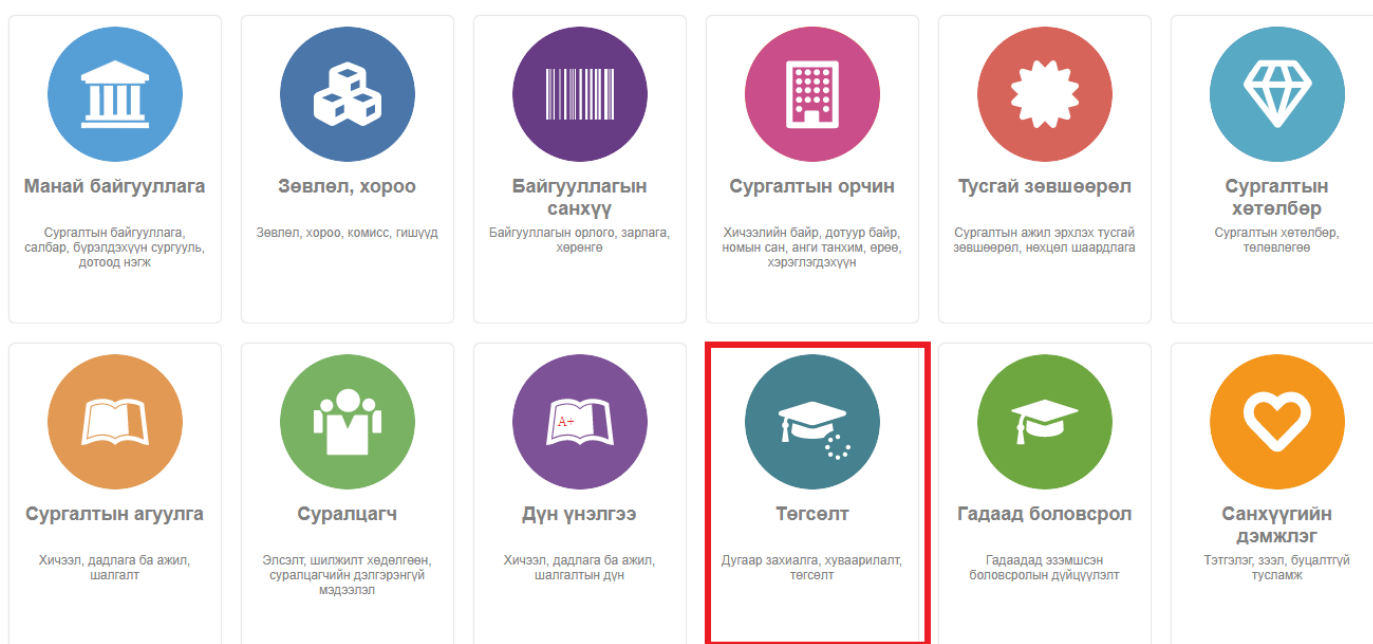 Манай байгууллага
Сургалтын байгууллага,
салбар, бүрэлдэхүүн сургууль,
дотоод нэгж
Зөвлөл, хороо
Зөвлөл, хороо, комисс, гишүүд
Байгууллагын
санхүү
Байгууллагын орлого, зарлага,
хөрөнгө
Сургалтын орчин
Хичээлийн байр, дотуур байр,
номын сан, анги танхим, өрөө,
хэрэглэгдэхүүн
Тусгай зөвшөөрөл
Сургалтын ажил эрхлэх тусгай
зөвшөөрөл, нөхцөл шаардлага
Сургалтын
хөтөлбөр
Сургалтын хөтөлбөр,
төлөвлөгөө
Сургалтын агуулга
Хичээл, дадлага ба ажил,
шалгалт
Суралцагч
Элсэлт, шилжилт хөдөлгөөн,
суралцагчийн дэлгэрэнгүй
мэдээлэл
A+
Дүн үнэлгээ
Хичээл, дадлага ба ажил,
шалгалтын дүн
Төгсөлт
Дугаар захиалга, хуваарилалт,
төгсөлт
Гадаад боловсрол
Гадаадад эзэмшсэн
боловсролын дүйцүүлэлт
Санхүүгийн
дэмжлэг
Тэтгэлэг, зээл, буцалтгүй
тусламж